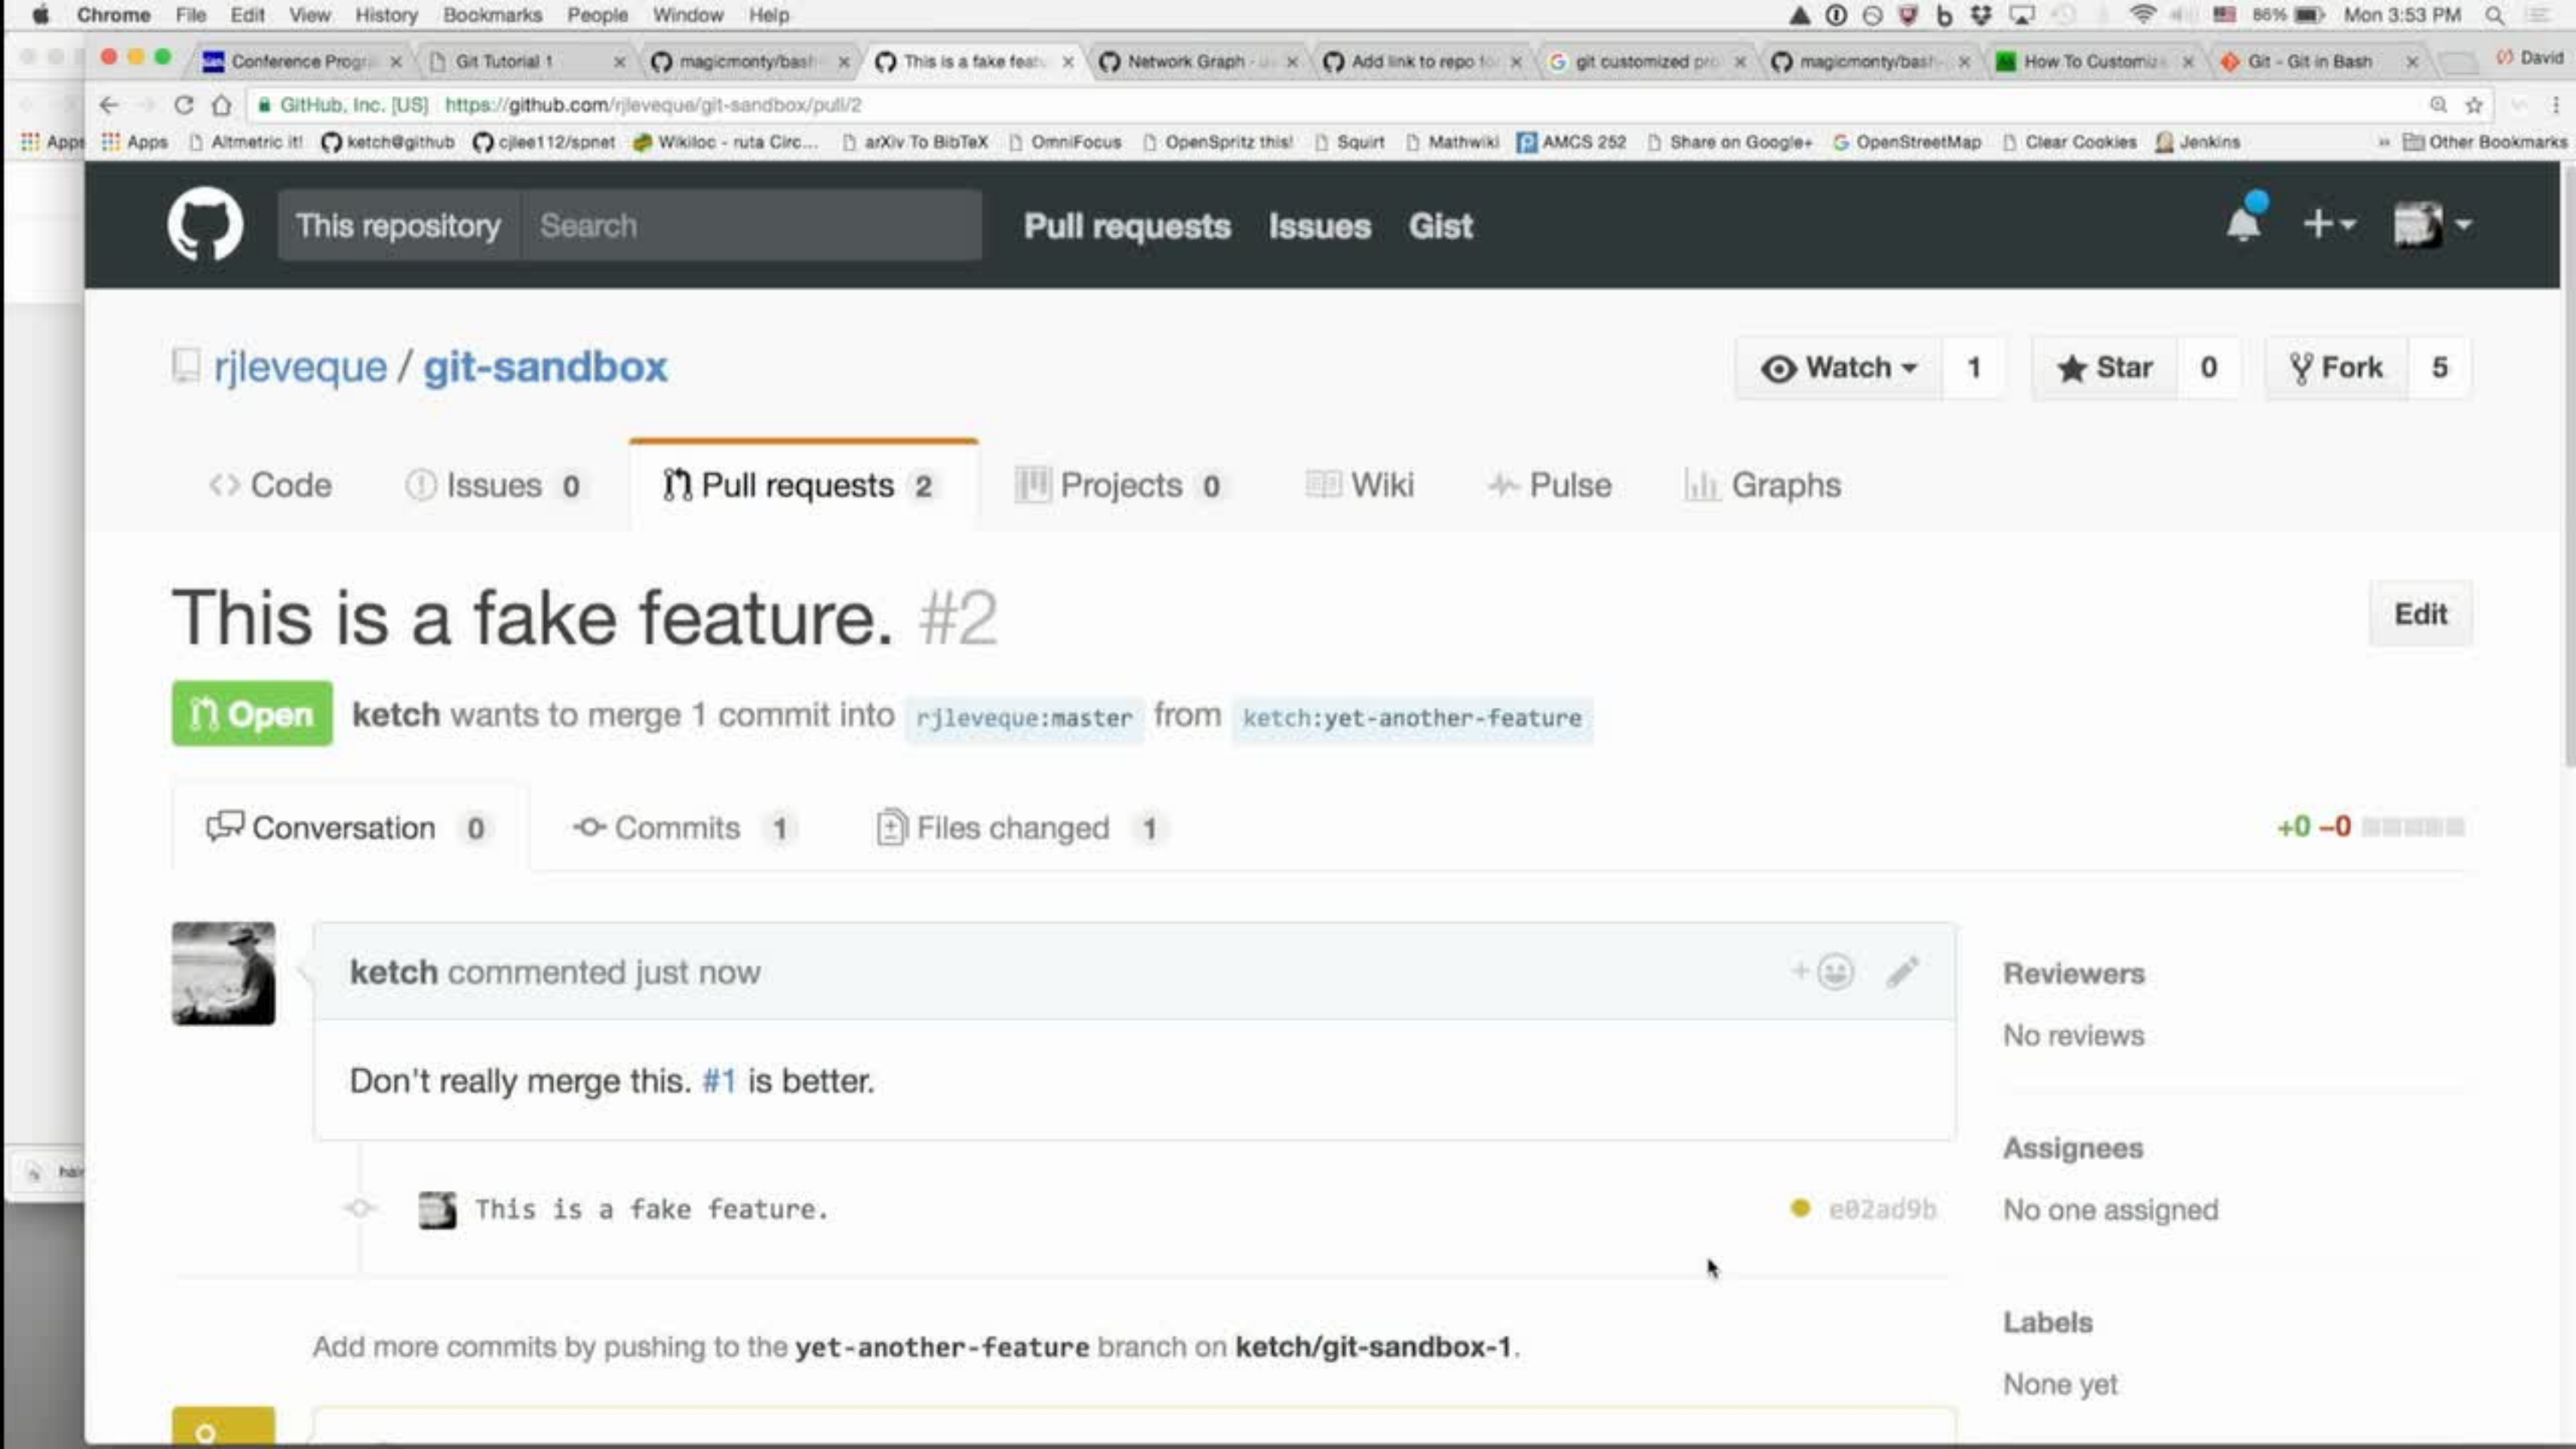 Chrome File Edit View History Bookmarks People Window Help 86% Mon 3:53 PM
Conference Progra Git Tutorial 1 magicmonty/bash This is a fake featu Network Graph Add link to repo for git customized pro magicmonty/bash How To Customiz Git - Git in Bash David
GitHub, Inc. [US] https://github.com/rjleveque/git-sandbox/pull/2
Apps Apps Altmetric it! ketch@github cjlee112/spnet Wikiloc - ruta Circ... arXiv To BibTeX OmniFocus OpenSpritz this! Squirt Mathwiki AMCS 252 Share on Google+ OpenStreetMap Clear Cookies Jenkins » Other Bookmarks
This repository Search Pull requests Issues Gist
rjleveque / git-sandbox Watch 1 Star 0 Fork 5
Code Issues 0 Pull requests 2 Projects 0 Wiki Pulse Graphs
This is a fake feature. #2 Edit
Open ketch wants to merge 1 commit into rjleveque:master from ketch:yet-another-feature
Conversation 0 Commits 1 Files changed 1 +0 −0
ketch commented just now
Reviewers
No reviews
Don't really merge this. #1 is better.
Assignees
This is a fake feature. e02ad9b
No one assigned
Labels
Add more commits by pushing to the yet-another-feature branch on ketch/git-sandbox-1.
None yet